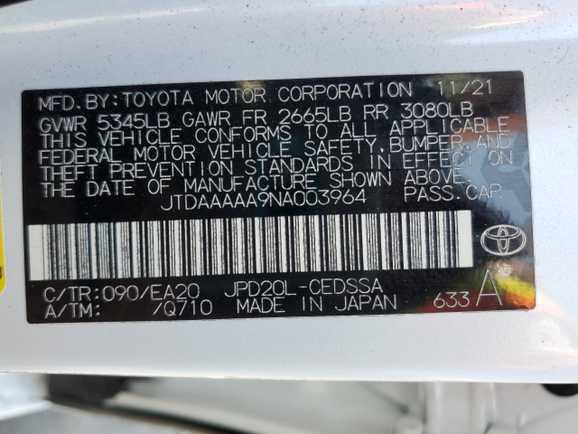 MFD.BY:TOYOTA MOTOR CORPORATION 11/21
GVWR 5345LB GAWR FR 2665LB RR 3080LB
THIS VEHICLE CONFORMS TO ALL APPLICABLE
FEDERAL MOTOR VEHICLE SAFETY,BUMPER,AND
THEFT PREVENTION STANDARDS IN EFFECT ON
THE DATE OF MANUFACTURE SHOWN ABOVE.
JTDAAAAA9NA003964 PASS.CAR
C/TR:090/EA20 JPD20L-CEDSSA
A/TM: /Q710 MADE IN JAPAN 633 A